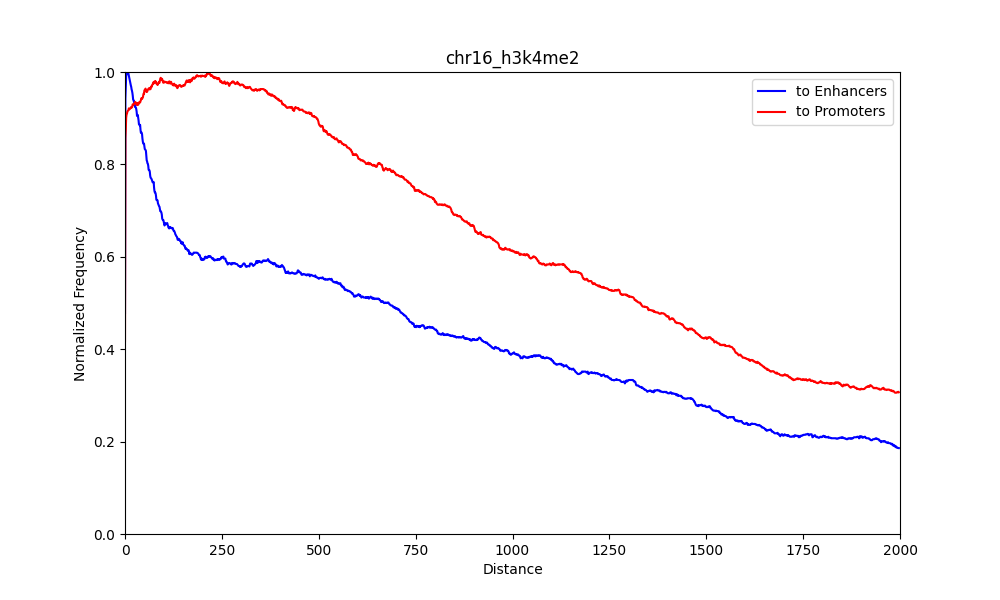 chr16_h3k4me2
to Enhancers
to Promoters
1.0
0.8
0.6
0.4
0.2
0.0
Normalized Frequency
0 250 500 750 1000 1250 1500 1750 2000
Distance